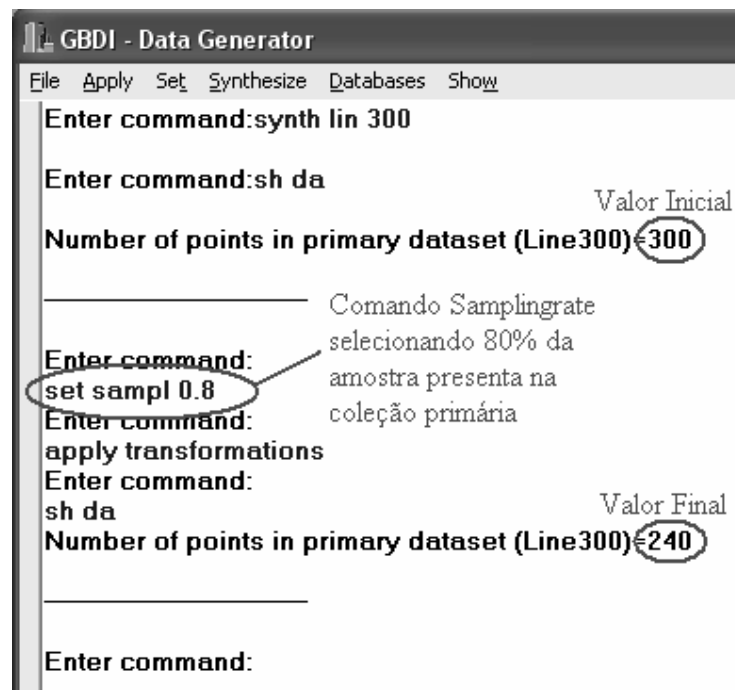 GBDI - Data Generator
File Apply Set Synthesize Databases Show
Enter command:synth lin 300
Enter command:sh da
Valor Inicial
Number of points in primary dataset (Line300)=300
Comando Samplingrate
selecionando 80% da
amostra presenta na
coleção primária
Enter command:
set sampl 0.8
Enter command:
apply transformations
Enter command:
sh da
Valor Final
Number of points in primary dataset (Line300)=240
Enter command: